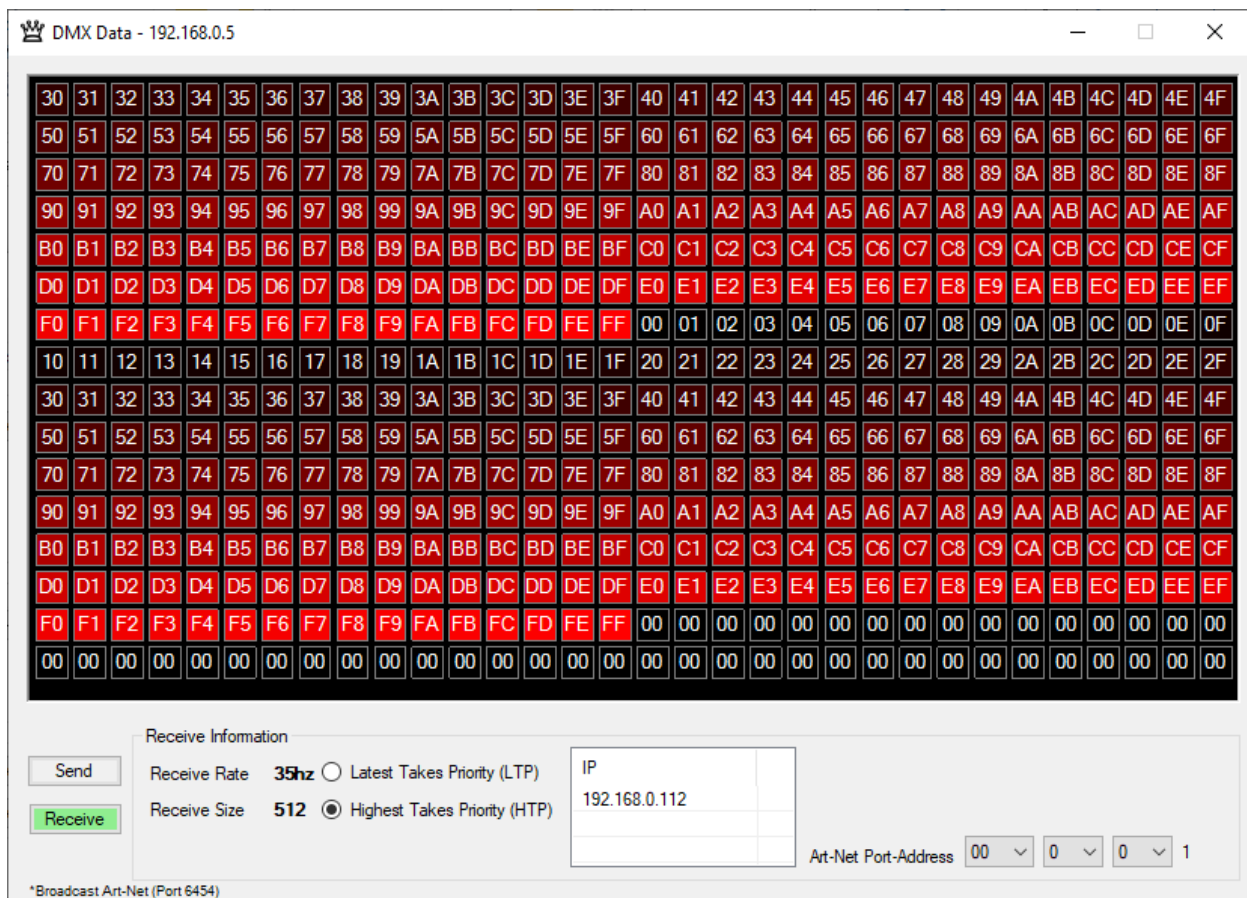 DMX Data - 192.168.0.5
30 31 32 33 34 35 36 37 38 39 3A 3B 3C 3D 3E 3F 40 41 42 43 44 45 46 47 48 49 4A 4B 4C 4D 4E 4F
50 51 52 53 54 55 56 57 58 59 5A 5B 5C 5D 5E 5F 60 61 62 63 64 65 66 67 68 69 6A 6B 6C 6D 6E 6F
70 71 72 73 74 75 76 77 78 79 7A 7B 7C 7D 7E 7F 80 81 82 83 84 85 86 87 88 89 8A 8B 8C 8D 8E 8F
90 91 92 93 94 95 96 97 98 99 9A 9B 9C 9D 9E 9F A0 A1 A2 A3 A4 A5 A6 A7 A8 A9 AA AB AC AD AE AF
B0 B1 B2 B3 B4 B5 B6 B7 B8 B9 BA BB BC BD BE BF C0 C1 C2 C3 C4 C5 C6 C7 C8 C9 CA CB CC CD CE CF
D0 D1 D2 D3 D4 D5 D6 D7 D8 D9 DA DB DC DD DE DF E0 E1 E2 E3 E4 E5 E6 E7 E8 E9 EA EB EC ED EE EF
F0 F1 F2 F3 F4 F5 F6 F7 F8 F9 FA FB FC FD FE FF 00 01 02 03 04 05 06 07 08 09 0A 0B 0C 0D 0E 0F
10 11 12 13 14 15 16 17 18 19 1A 1B 1C 1D 1E 1F 20 21 22 23 24 25 26 27 28 29 2A 2B 2C 2D 2E 2F
30 31 32 33 34 35 36 37 38 39 3A 3B 3C 3D 3E 3F 40 41 42 43 44 45 46 47 48 49 4A 4B 4C 4D 4E 4F
50 51 52 53 54 55 56 57 58 59 5A 5B 5C 5D 5E 5F 60 61 62 63 64 65 66 67 68 69 6A 6B 6C 6D 6E 6F
70 71 72 73 74 75 76 77 78 79 7A 7B 7C 7D 7E 7F 80 81 82 83 84 85 86 87 88 89 8A 8B 8C 8D 8E 8F
90 91 92 93 94 95 96 97 98 99 9A 9B 9C 9D 9E 9F A0 A1 A2 A3 A4 A5 A6 A7 A8 A9 AA AB AC AD AE AF
B0 B1 B2 B3 B4 B5 B6 B7 B8 B9 BA BB BC BD BE BF C0 C1 C2 C3 C4 C5 C6 C7 C8 C9 CA CB CC CD CE CF
D0 D1 D2 D3 D4 D5 D6 D7 D8 D9 DA DB DC DD DE DF E0 E1 E2 E3 E4 E5 E6 E7 E8 E9 EA EB EC ED EE EF
F0 F1 F2 F3 F4 F5 F6 F7 F8 F9 FA FB FC FD FE FF 00 00 00 00 00 00 00 00 00 00 00 00 00 00 00 00
00 00 00 00 00 00 00 00 00 00 00 00 00 00 00 00 00 00 00 00 00 00 00 00 00 00 00 00 00 00 00 00
Receive Information
Send
Receive
Receive Rate 35hz Latest Takes Priority (LTP)
Receive Size 512 Highest Takes Priority (HTP)
IP
192.168.0.112
Art-Net Port-Address 00 0 0 1
*Broadcast Art-Net (Port 6454)